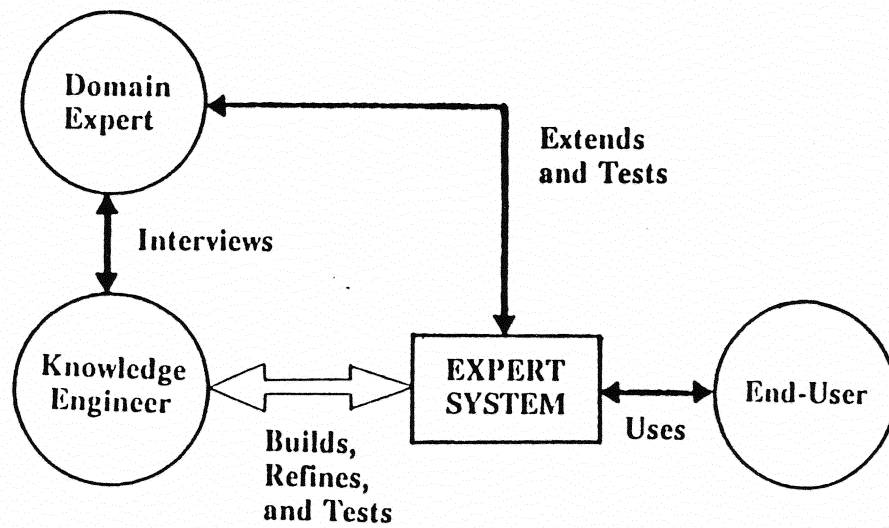 Domain
Expert
Extends
and Tests
Interviews
Knowledge
Engineer
EXPERT
SYSTEM
End-User
Uses
Builds,
Refines,
and Tests